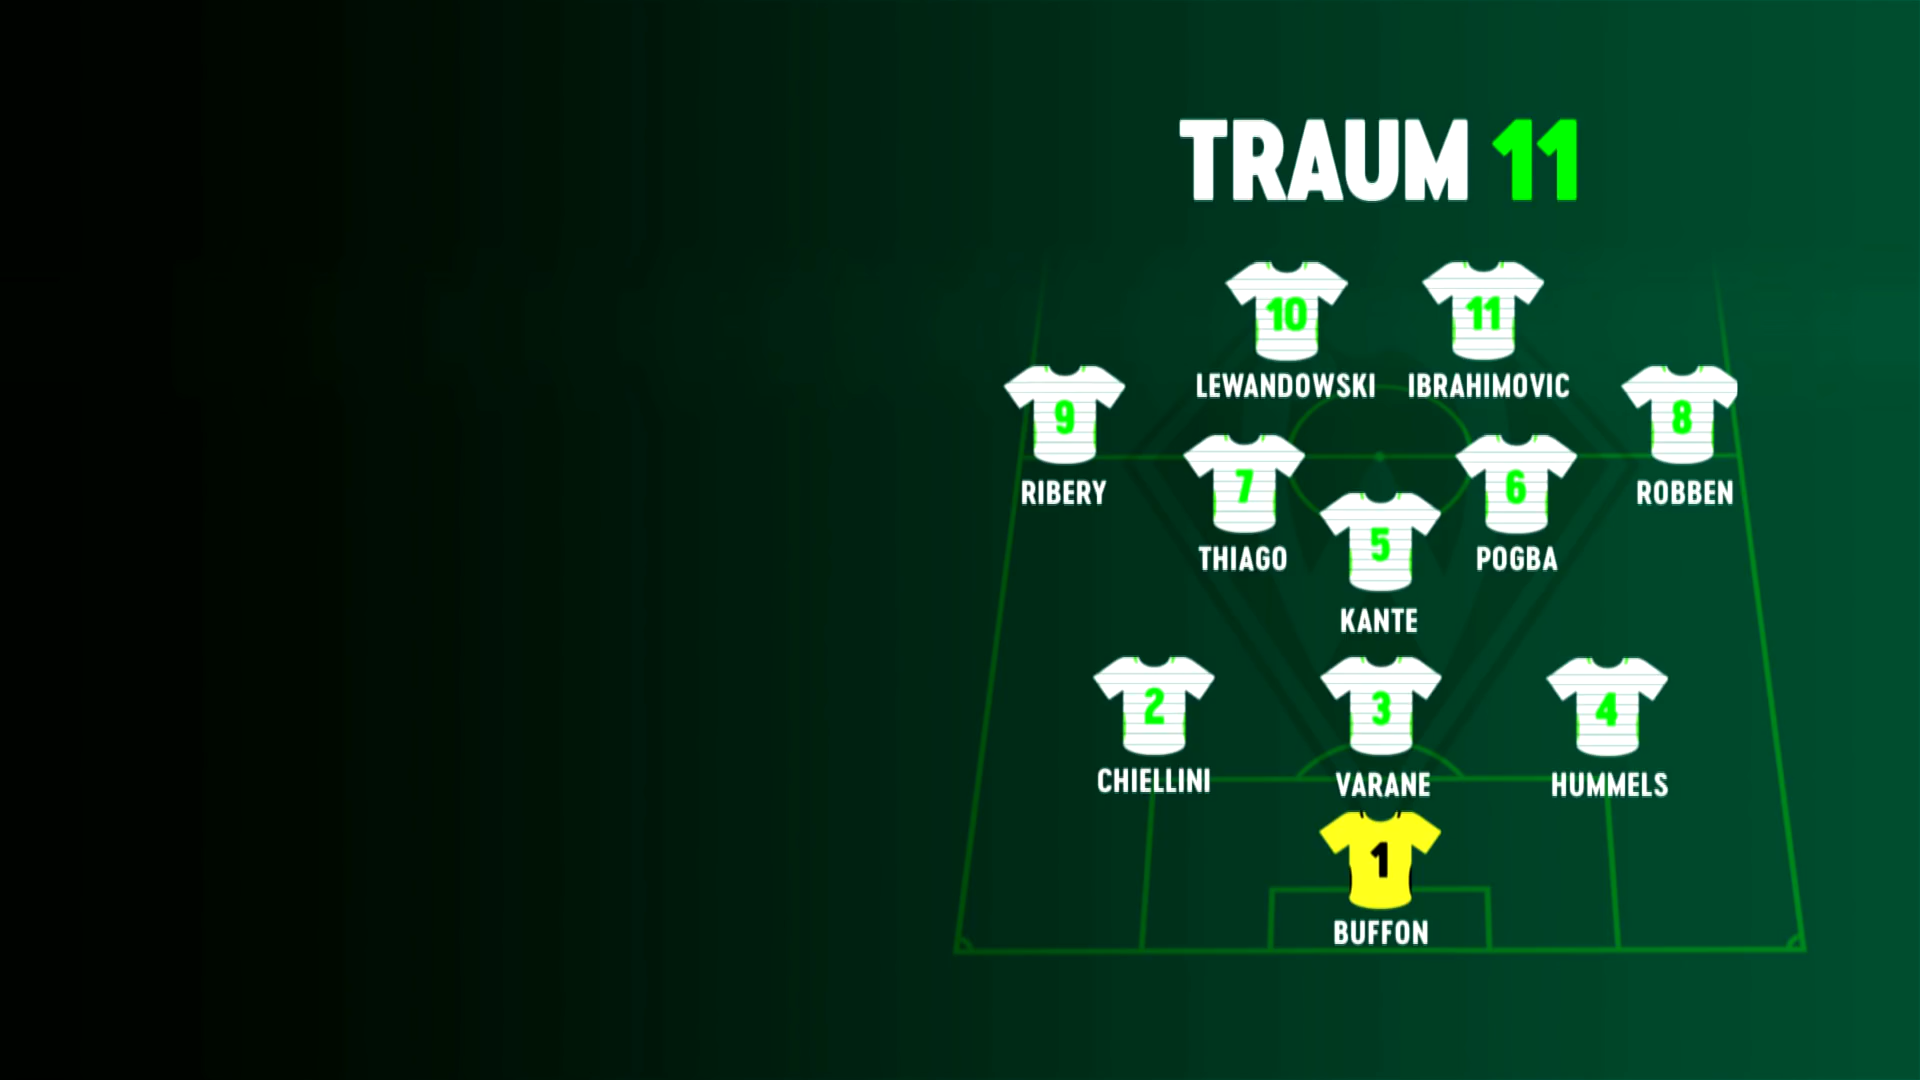 TRAUM 11
10 11
LEWANDOWSKI IBRAHIMOVIC
9 8
RIBERY ROBBEN
7 6
THIAGO POGBA
5
KANTE
2 3 4
CHIELLINI VARANE HUMMELS
1
BUFFON